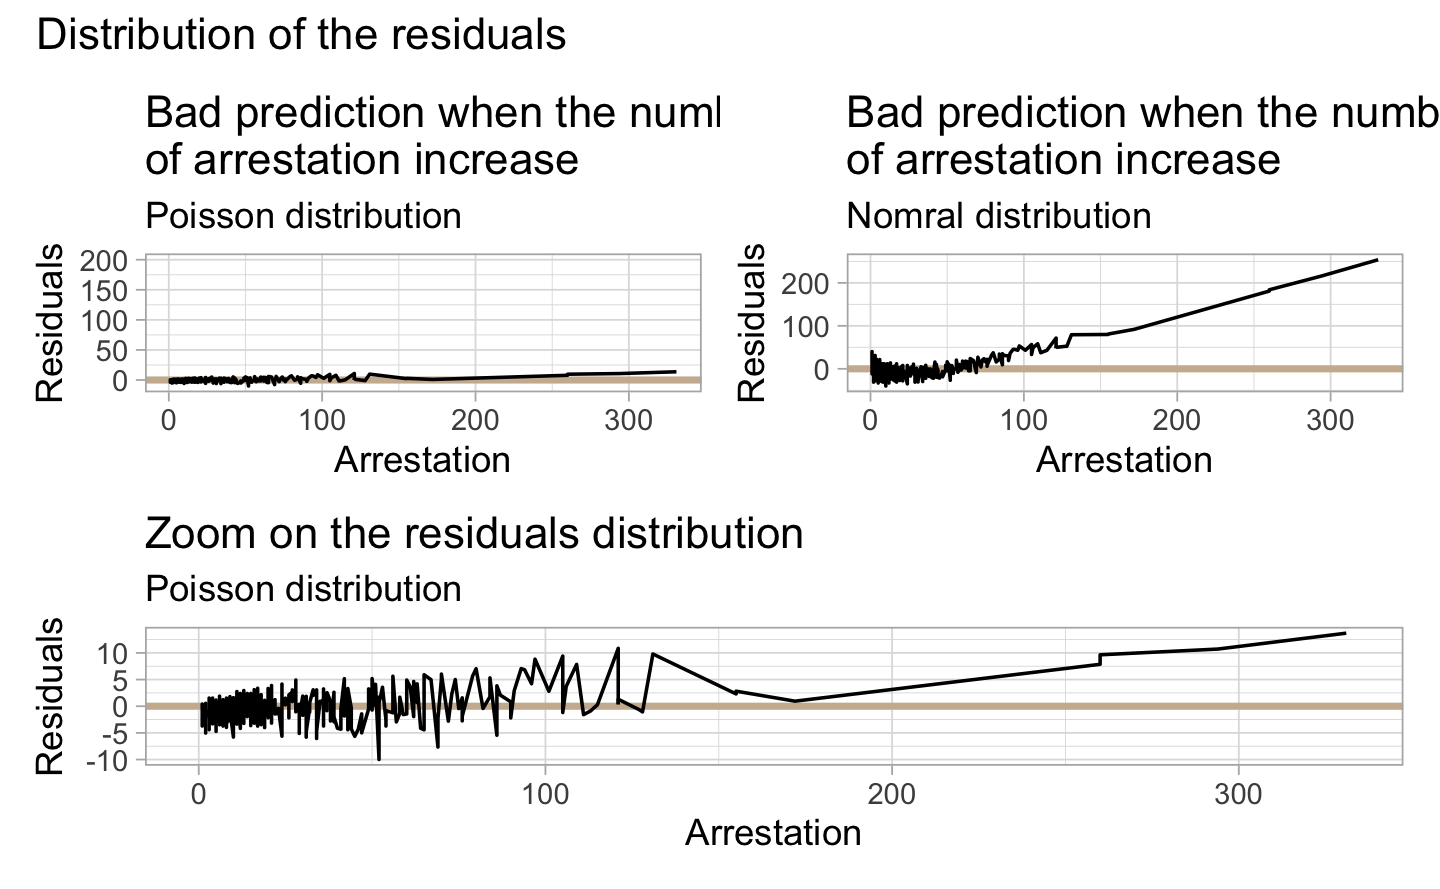 Distribution of the residuals
Bad prediction when the numl
of arrestation increase
Poisson distribution
Residuals
200
150
100
50
0
0 100 200 300
Arrestation
Bad prediction when the numb
of arrestation increase
Nomral distribution
Residuals
200
100
0
0 100 200 300
Arrestation
Zoom on the residuals distribution
Poisson distribution
Residuals
10
5
0
-5
-10
0 100 200 300
Arrestation